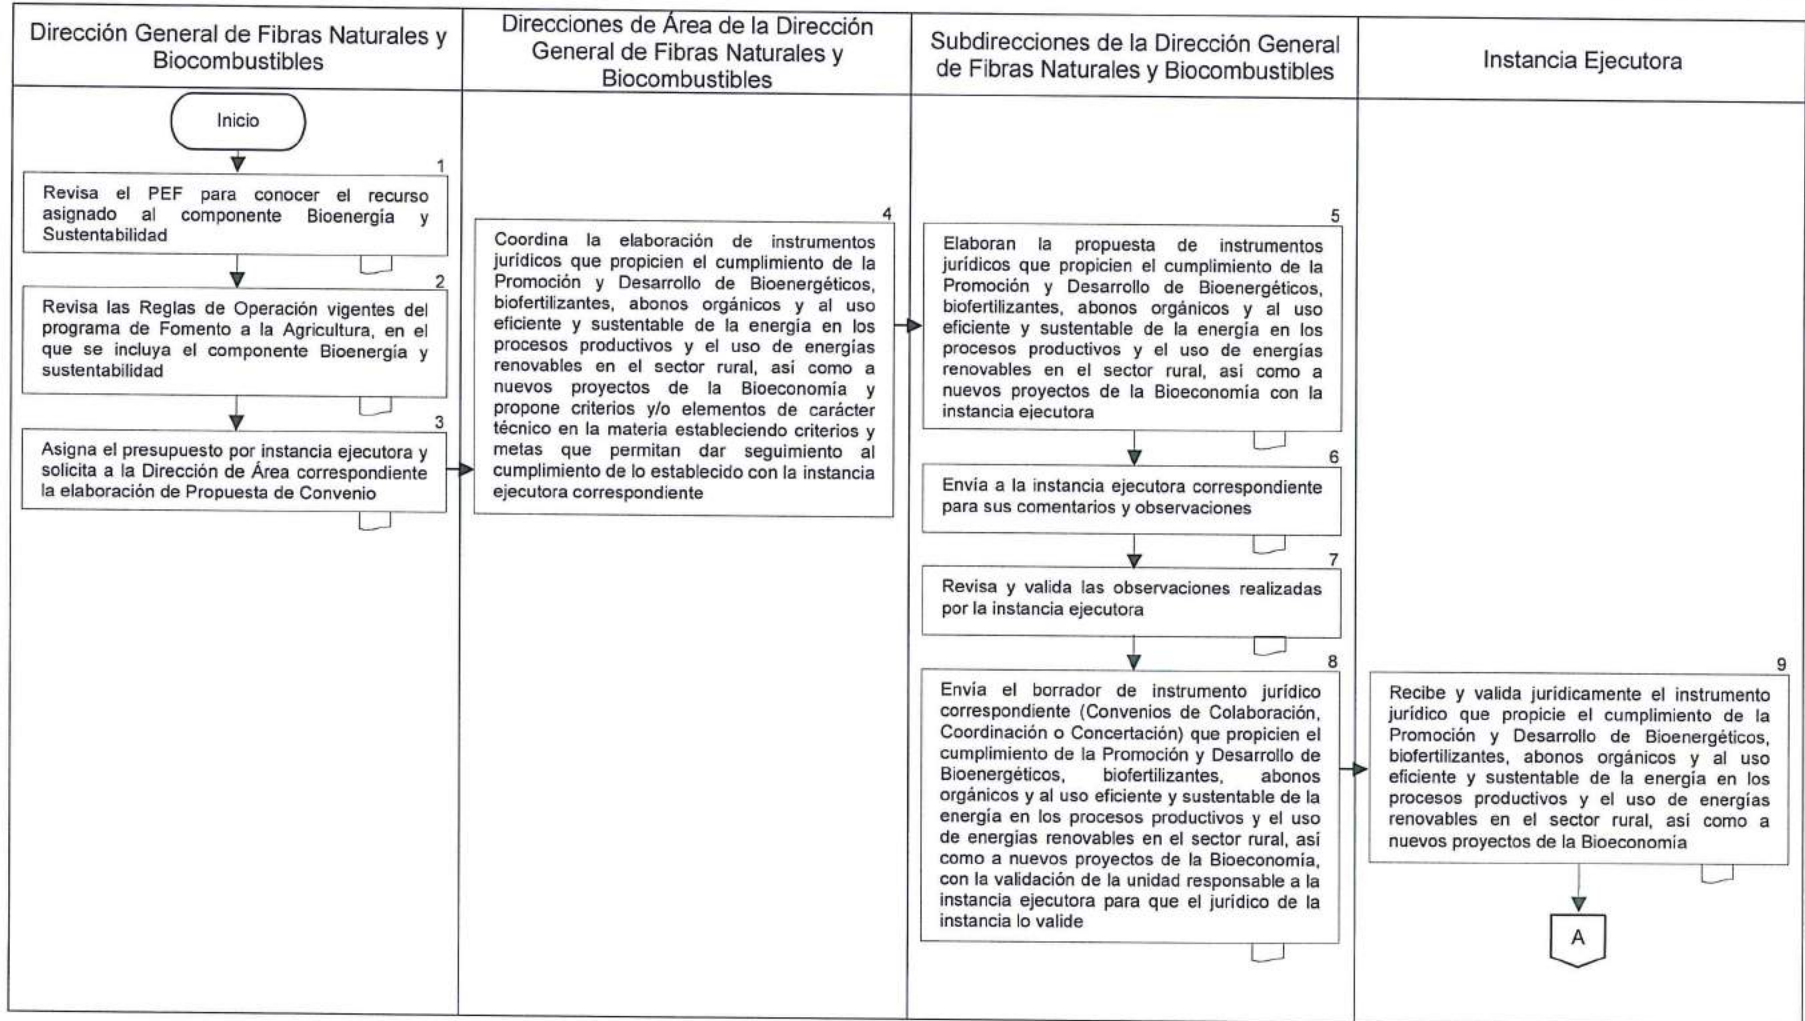 Dirección General de Fibras Naturales y
Biocombustibles
Direcciones de Área de la Dirección
General de Fibras Naturales y
Biocombustibles
Subdirecciones de la Dirección General
de Fibras Naturales y Biocombustibles
Instancia Ejecutora
Inicio
1
Revisa el PEF para conocer el recurso
asignado al componente Bioenergía y
Sustentabilidad
2
Revisa las Reglas de Operación vigentes del
programa de Fomento a la Agricultura, en el
que se incluya el componente Bioenergía y
sustentabilidad
3
Asigna el presupuesto por instancia ejecutora y
solicita a la Dirección de Área correspondiente
la elaboración de Propuesta de Convenio
4
Coordina la elaboración de instrumentos
jurídicos que propicien el cumplimiento de la
Promoción y Desarrollo de Bioenergéticos,
biofertilizantes, abonos orgánicos y al uso
eficiente y sustentable de la energía en los
procesos productivos y el uso de energías
renovables en el sector rural, así como a
nuevos proyectos de la Bioeconomía y
propone criterios y/o elementos de carácter
técnico en la materia estableciendo criterios y
metas que permitan dar seguimiento al
cumplimiento de lo establecido con la instancia
ejecutora correspondiente
5
Elaboran la propuesta de instrumentos
jurídicos que propicien el cumplimiento de la
Promoción y Desarrollo de Bioenergéticos,
biofertilizantes, abonos orgánicos y al uso
eficiente y sustentable de la energía en los
procesos productivos y el uso de energías
renovables en el sector rural, así como a
nuevos proyectos de la Bioeconomía con la
instancia ejecutora
6
Envía a la instancia ejecutora correspondiente
para sus comentarios y observaciones
7
Revisa y valida las observaciones realizadas
por la instancia ejecutora
8
Envía el borrador de instrumento jurídico
correspondiente (Convenios de Colaboración,
Coordinación o Concertación) que propicien el
cumplimiento de la Promoción y Desarrollo de
Bioenergéticos, biofertilizantes, abonos
orgánicos y al uso eficiente y sustentable de la
energía en los procesos productivos y el uso
de energías renovables en el sector rural, así
como a nuevos proyectos de la Bioeconomía,
con la validación de la unidad responsable a la
instancia ejecutora para que el jurídico de la
instancia lo valide
9
Recibe y valida jurídicamente el instrumento
jurídico que propicie el cumplimiento de la
Promoción y Desarrollo de Bioenergéticos,
biofertilizantes, abonos orgánicos y al uso
eficiente y sustentable de la energía en los
procesos productivos y el uso de energías
renovables en el sector rural, así como a
nuevos proyectos de la Bioeconomía
A